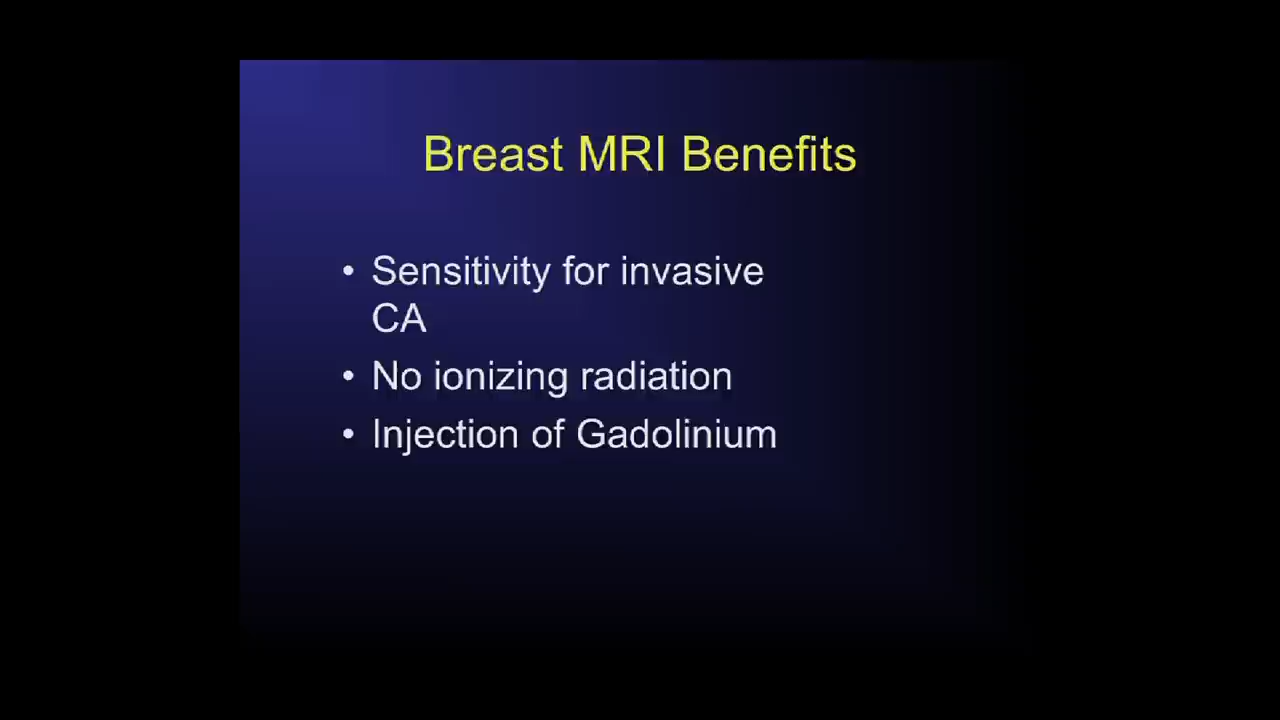 Breast MRI Benefits
• Sensitivity for invasive
CA
• No ionizing radiation
• Injection of Gadolinium